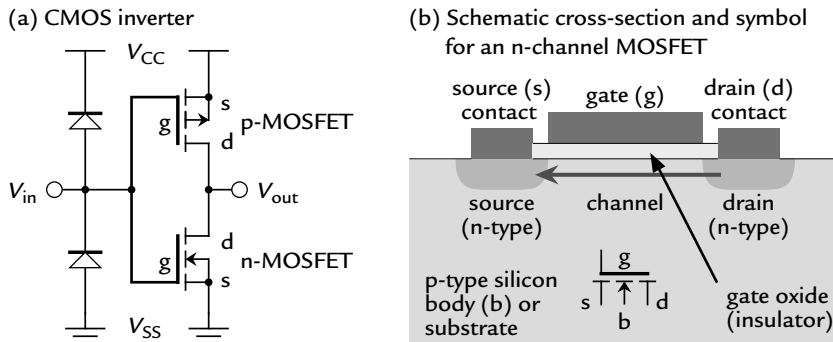 (a) CMOS inverter
VCC
s
g
p-MOSFET
d
Vin
Vout
d
g
n-MOSFET
s
VSS
(b) Schematic cross-section and symbol
for an n-channel MOSFET
source (s)
contact
gate (g)
drain (d)
contact
source
(n-type)
channel
drain
(n-type)
p-type silicon
body (b) or
substrate
g
s
d
b
gate oxide
(insulator)